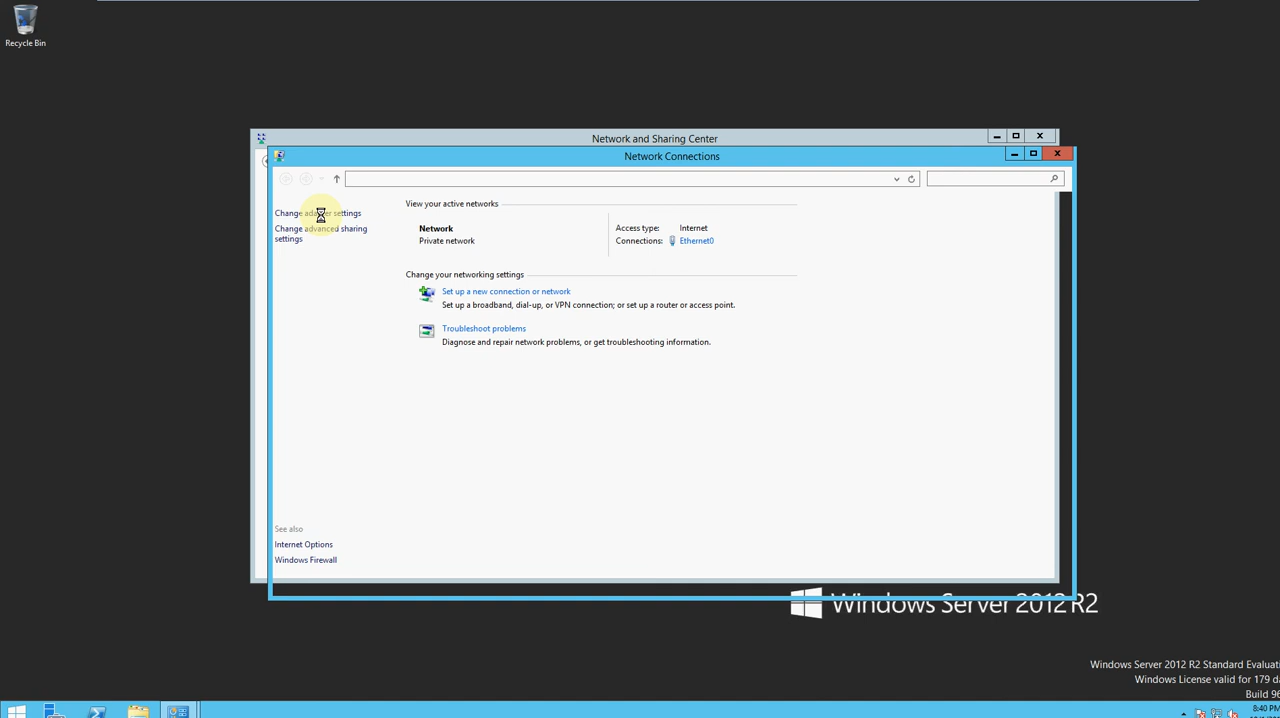 Recycle Bin
Network and Sharing Center
Network Connections
Change adapter settings
Change advanced sharing
settings
View your active networks
Network
Private network
Access type: Internet
Connections: Ethernet0
Change your networking settings
Set up a new connection or network
Set up a broadband, dial-up, or VPN connection; or set up a router or access point.
Troubleshoot problems
Diagnose and repair network problems, or get troubleshooting information.
See also
Internet Options
Windows Firewall
Windows Server 2012 R2
Windows Server 2012 R2 Standard Evaluati
Windows License valid for 179 da
Build 96
8:40 PM